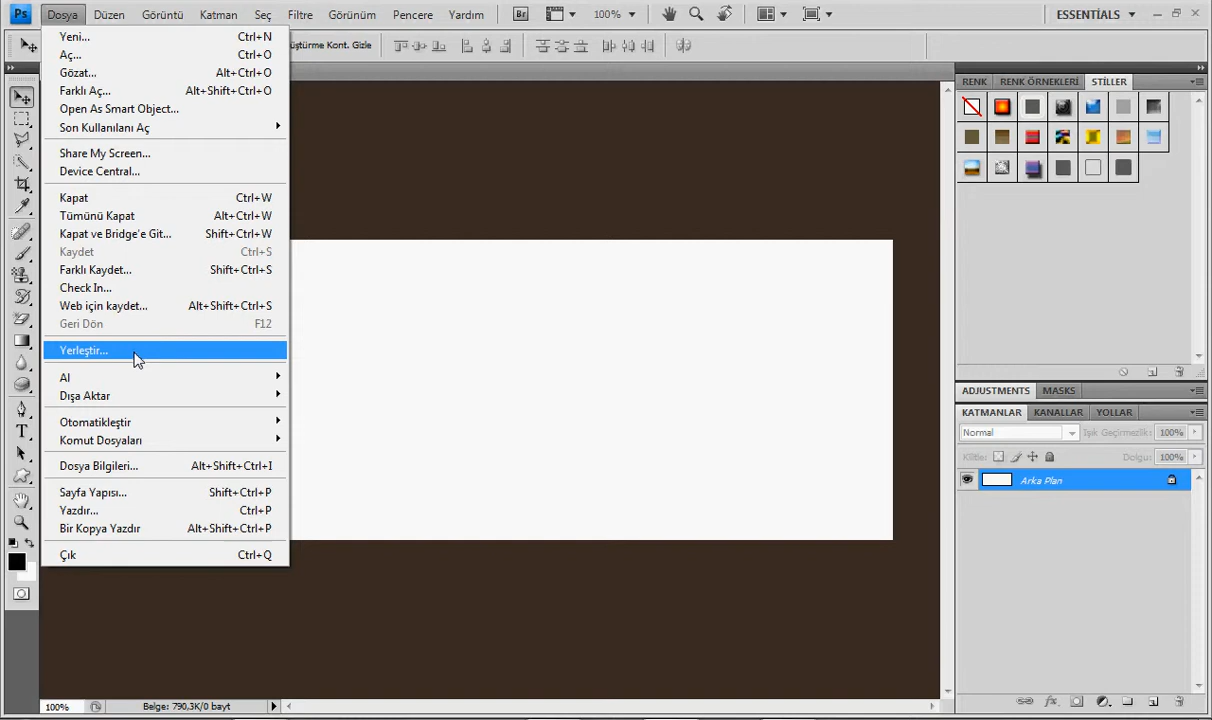 Ps Dosya Düzen Görüntü Katman Seç Filtre Görünüm Pencere Yardım Br 100% ESSENTİALS
üştürme Kont. Gizle
Yeni... Ctrl+N
Aç... Ctrl+O
Gözat... Alt+Ctrl+O
Farklı Aç... Alt+Shift+Ctrl+O
Open As Smart Object...
Son Kullanılanı Aç
Share My Screen...
Device Central...
Kapat Ctrl+W
Tümünü Kapat Alt+Ctrl+W
Kapat ve Bridge'e Git... Shift+Ctrl+W
Kaydet Ctrl+S
Farklı Kaydet... Shift+Ctrl+S
Check In...
Web için kaydet... Alt+Shift+Ctrl+S
Geri Dön F12
Yerleştir...
Al
Dışa Aktar
Otomatikleştir
Komut Dosyaları
Dosya Bilgileri... Alt+Shift+Ctrl+I
Sayfa Yapısı... Shift+Ctrl+P
Yazdır... Ctrl+P
Bir Kopya Yazdır Alt+Shift+Ctrl+P
Çık Ctrl+Q
RENK RENK ÖRNEKLERİ STİLLER
ADJUSTMENTS MASKS
KATMANLAR KANALLAR YOLLAR
Normal Işık Geçirmezlik: 100%
Kilitle: Dolgu: 100%
Arka Plan
100% Belge: 790,3K/0 bayt